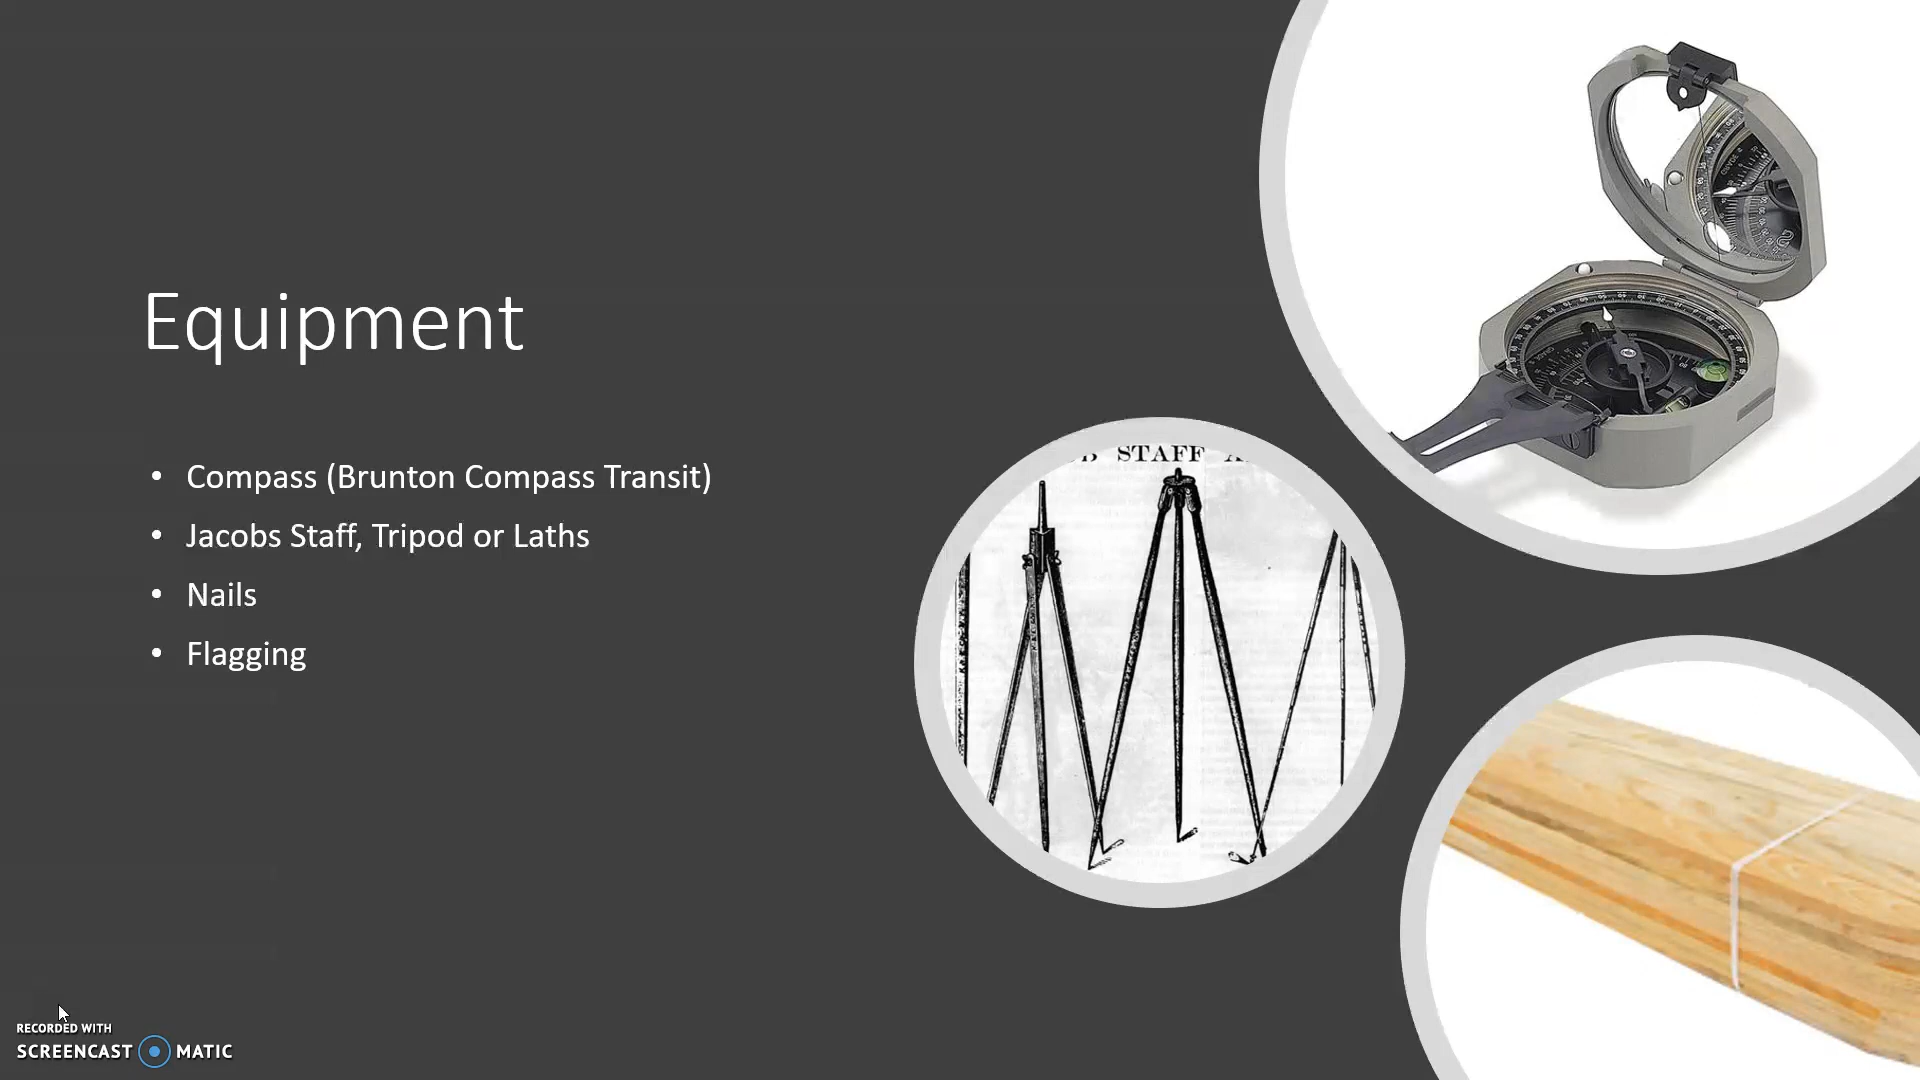 Equipment
• Compass (Brunton Compass Transit)
• Jacobs Staff, Tripod or Laths
• Nails
• Flagging
STAFF
RECORDED WITH
SCREENCAST MATIC